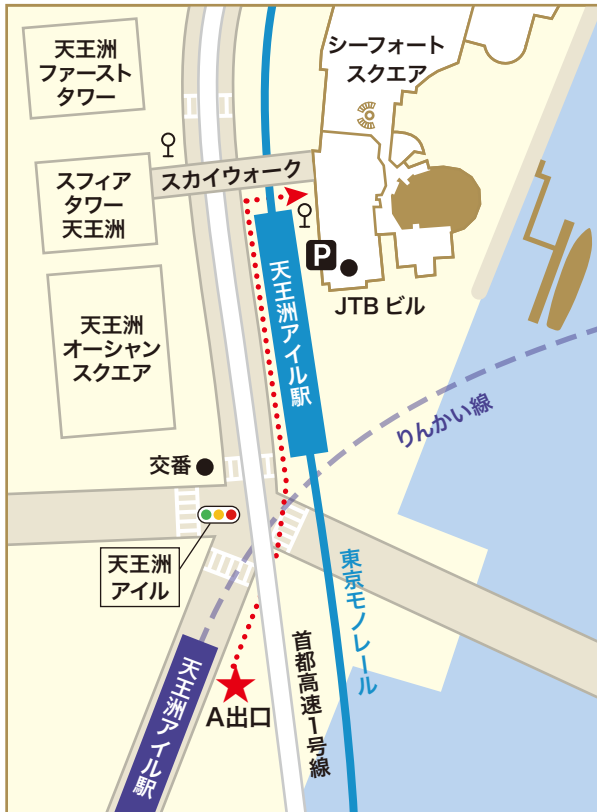 天王洲
ファースト
タワー
シーフォート
スクエア
スカイウォーク
スフィア
タワー
天王洲
P
JTBビル
天王洲アイル駅
天王洲
オーシャン
スクエア
りんかい線
交番
天王洲
アイル
東京モノレール
首都高速1号線
天王洲アイル駅
A出口